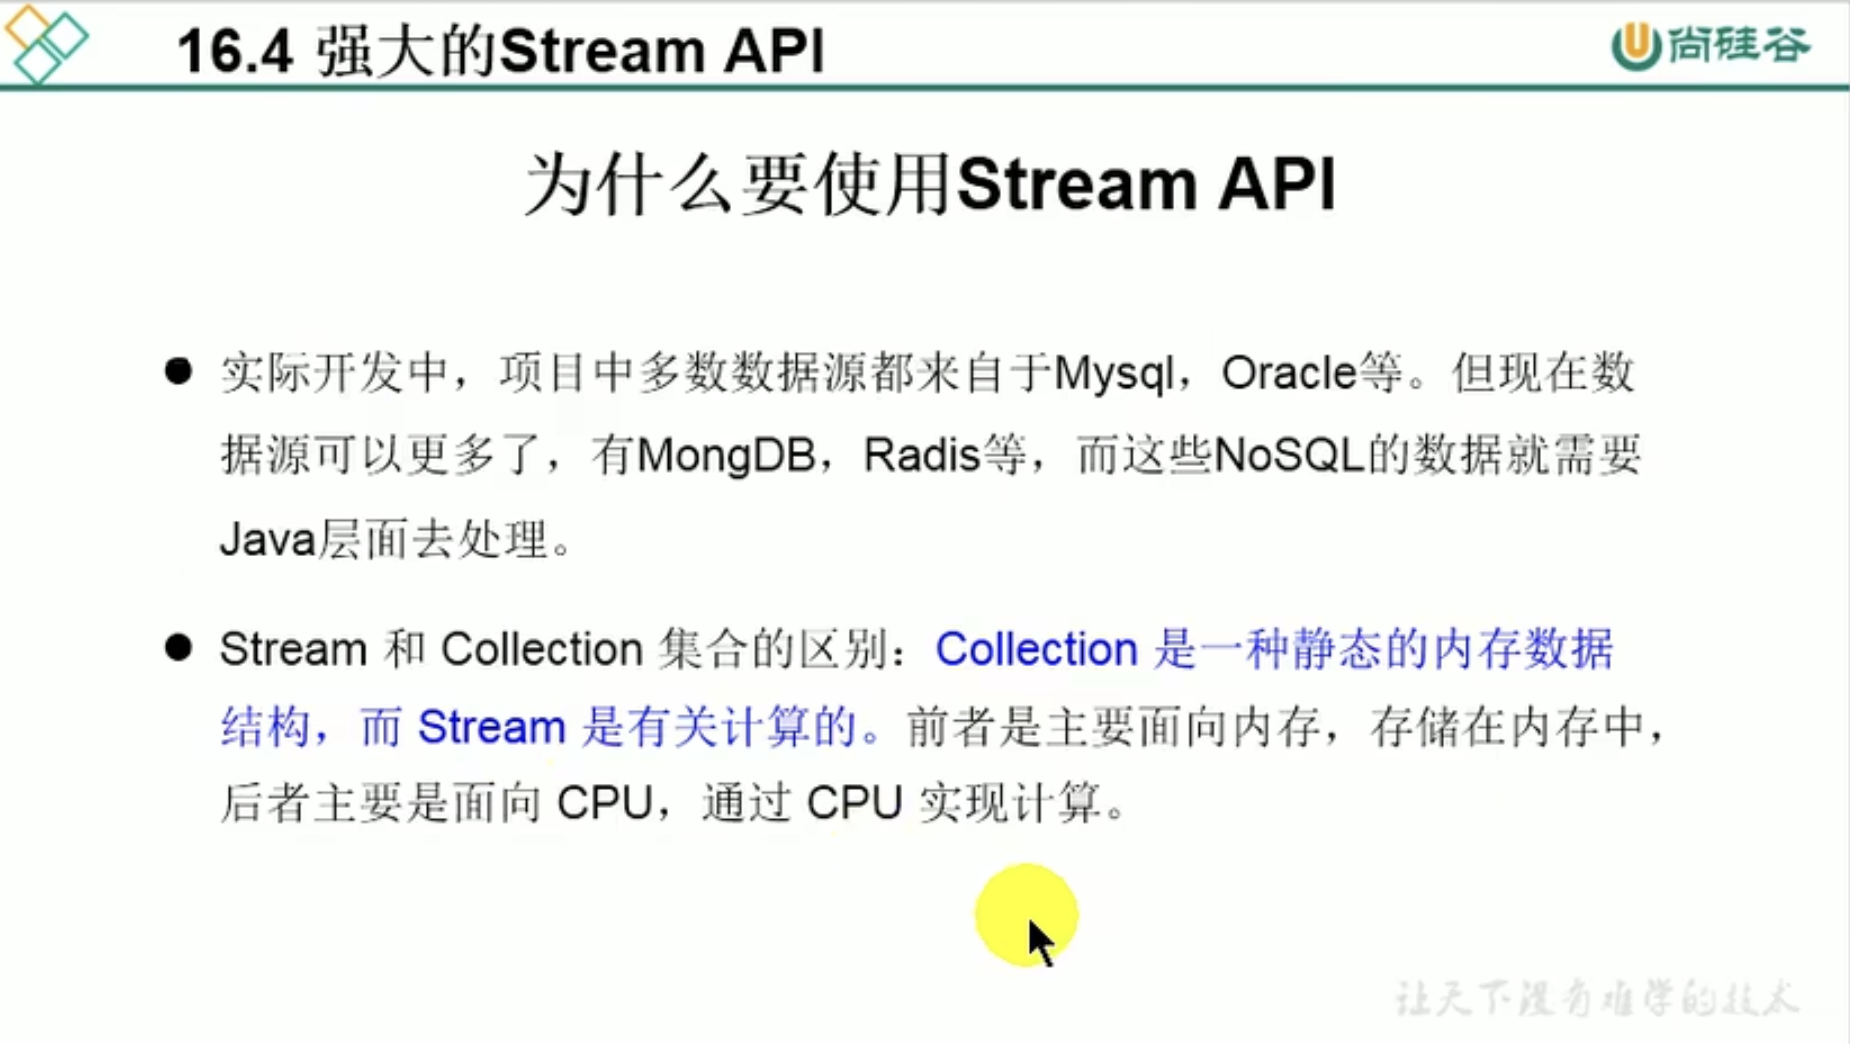 16.4 强大的Stream API
尚硅谷
为什么要使用Stream API
● 实际开发中，项目中多数数据源都来自于Mysql，Oracle等。但现在数
据源可以更多了，有MongDB，Radis等，而这些NoSQL的数据就需要
Java层面去处理。
● Stream 和 Collection 集合的区别：Collection 是一种静态的内存数据
结构，而 Stream 是有关计算的。前者是主要面向内存，存储在内存中，
后者主要是面向 CPU，通过 CPU 实现计算。
让天下没有难学的技术